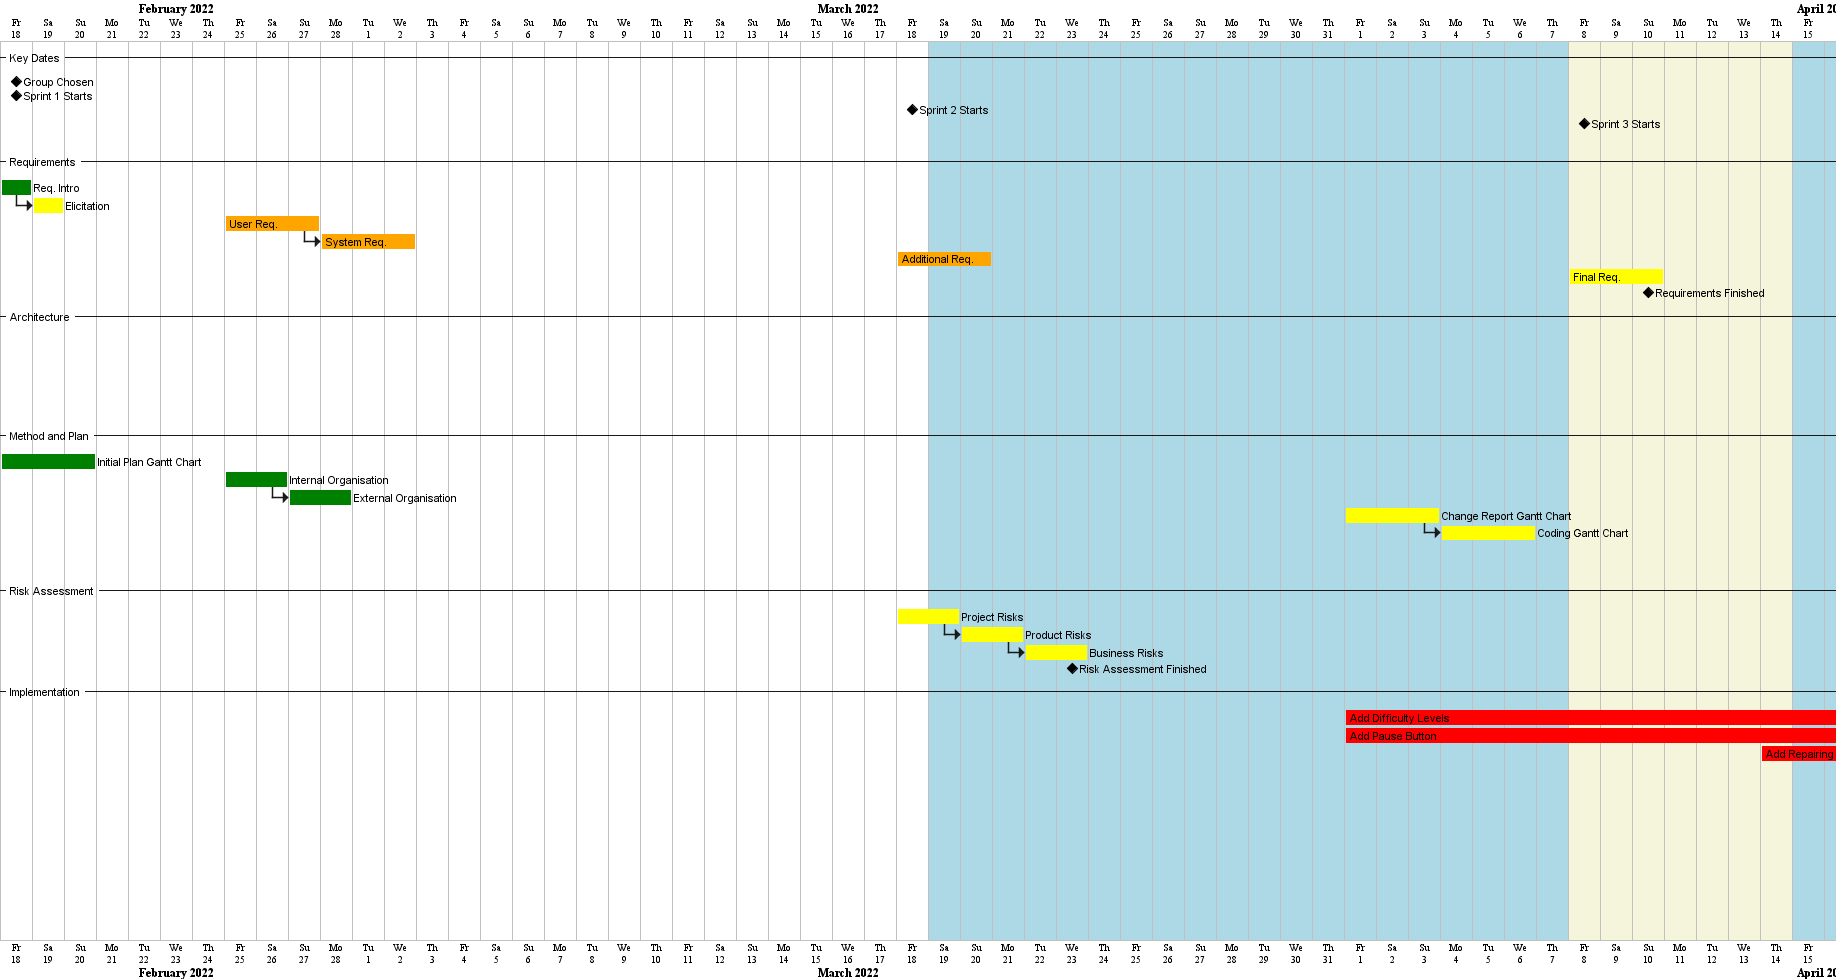 February 2022 March 2022 April 20
Fr Sa Su Mo Tu We Th Fr Sa Su Mo Tu We Th Fr Sa Su Mo Tu We Th Fr Sa Su Mo Tu We Th Fr Sa Su Mo Tu We Th Fr Sa Su Mo Tu We Th Fr Sa Su Mo Tu We Th Fr Sa Su Mo Tu We Th Fr
18 19 20 21 22 23 24 25 26 27 28 1 2 3 4 5 6 7 8 9 10 11 12 13 14 15 16 17 18 19 20 21 22 23 24 25 26 27 28 29 30 31 1 2 3 4 5 6 7 8 9 10 11 12 13 14 15
Key Dates
Group Chosen
Sprint 1 Starts
Sprint 2 Starts
Sprint 3 Starts
Requirements
Req. Intro
Elicitation
User Req.
System Req.
Additional Req.
Final Req.
Requirements Finished
Architecture
Method and Plan
Initial Plan Gantt Chart
Internal Organisation
External Organisation
Change Report Gantt Chart
Coding Gantt Chart
Risk Assessment
Project Risks
Product Risks
Business Risks
Risk Assessment Finished
Implementation
Add Difficulty Levels
Add Pause Button
Add Repairing
Fr Sa Su Mo Tu We Th Fr Sa Su Mo Tu We Th Fr Sa Su Mo Tu We Th Fr Sa Su Mo Tu We Th Fr Sa Su Mo Tu We Th Fr Sa Su Mo Tu We Th Fr Sa Su Mo Tu We Th Fr Sa Su Mo Tu We Th Fr
18 19 20 21 22 23 24 25 26 27 28 1 2 3 4 5 6 7 8 9 10 11 12 13 14 15 16 17 18 19 20 21 22 23 24 25 26 27 28 29 30 31 1 2 3 4 5 6 7 8 9 10 11 12 13 14 15
February 2022 March 2022 April 20